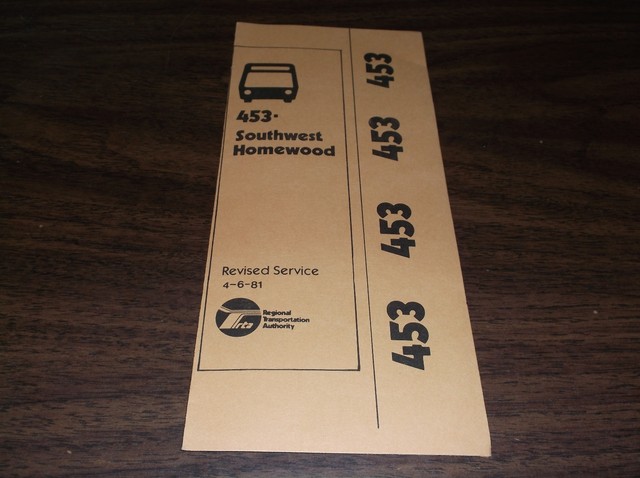 453·
Southwest
Homewood
Revised Service
4-6-81
rta
Regional
Transportation
Authority
453
453
453
453